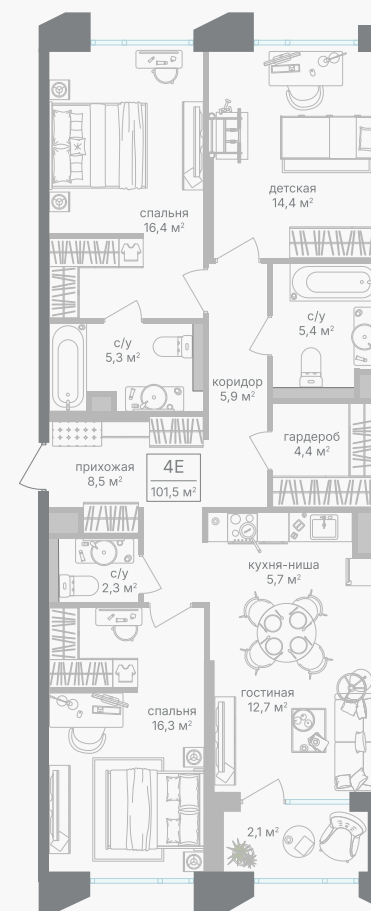 спальня
16,4 м²
детская
14,4 м²
с/у
5,3 м²
с/у
5,4 м²
коридор
5,9 м²
гардероб
4,4 м²
прихожая
8,5 м²
4Е
101,5 м²
с/у
2,3 м²
кухня-ниша
5,7 м²
гостиная
12,7 м²
спальня
16,3 м²
2,1 м²